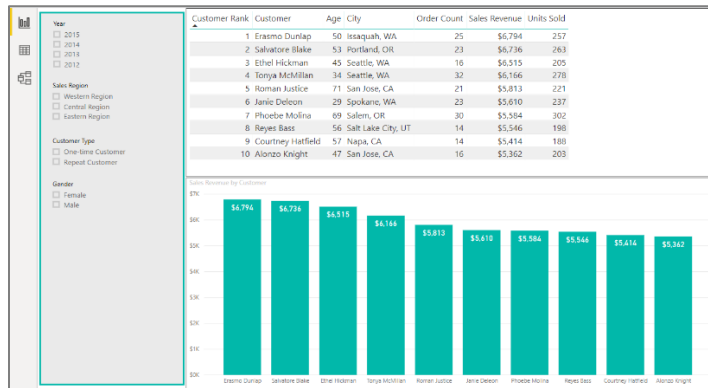 Year
2015
2014
2013
2012
Sales Region
Western Region
Central Region
Eastern Region
Customer Type
One-time Customer
Repeat Customer
Gender
Female
Male
Customer Rank Customer Age City Order Count Sales Revenue Units Sold
1 Erasmo Dunlap 50 Issaquah, WA 25 $6,794 257
2 Salvatore Blake 53 Portland, OR 23 $6,736 263
3 Ethel Hickman 45 Seattle, WA 16 $6,515 205
4 Tonya McMillan 34 Seattle, WA 32 $6,166 278
5 Roman Justice 71 San Jose, CA 21 $5,813 221
6 Janie Deleon 29 Spokane, WA 23 $5,610 237
7 Phoebe Molina 69 Salem, OR 30 $5,584 302
8 Reyes Bass 56 Salt Lake City, UT 14 $5,546 198
9 Courtney Hatfield 57 Napa, CA 14 $5,414 188
10 Alonzo Knight 47 San Jose, CA 16 $5,362 203
Sales Revenue by Customer
$7K
$6K
$5K
$4K
$3K
$2K
$1K
$0K
$6,794 $6,736 $6,515 $6,166 $5,813 $5,610 $5,584 $5,546 $5,414 $5,362
Erasmo Dunlap Salvatore Blake Ethel Hickman Tonya McMillan Roman Justice Janie Deleon Phoebe Molina Reyes Bass Courtney Hatfield Alonzo Knight